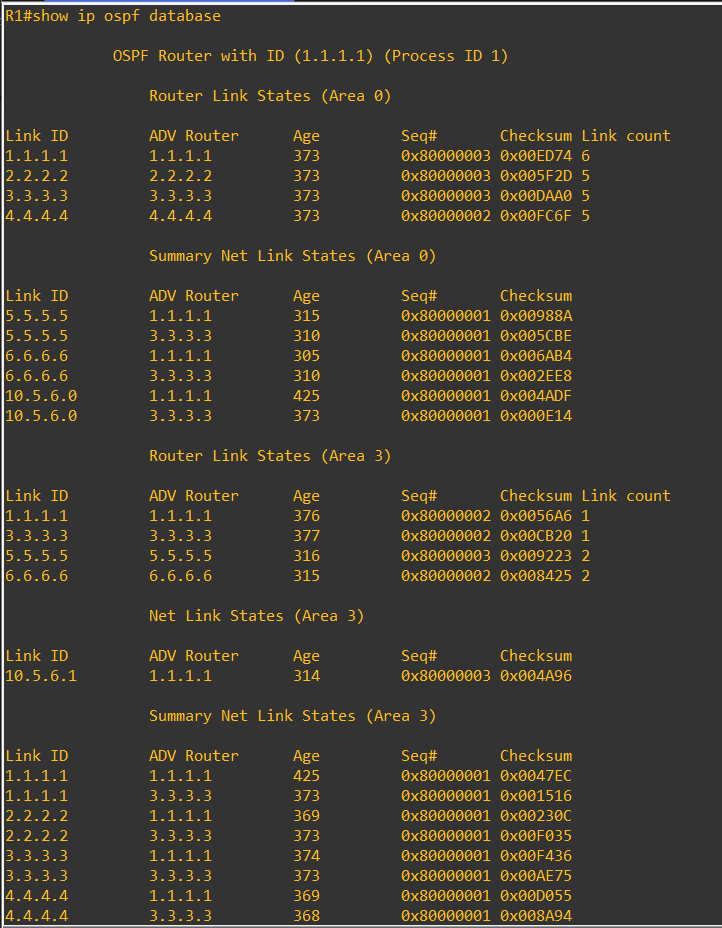 R1#show ip ospf database
OSPF Router with ID (1.1.1.1) (Process ID 1)
Router Link States (Area 0)
Link ID ADV Router Age Seq# Checksum Link count
1.1.1.1 1.1.1.1 373 0x80000003 0x00ED74 6
2.2.2.2 2.2.2.2 373 0x80000003 0x005F2D 5
3.3.3.3 3.3.3.3 373 0x80000003 0x00DAA0 5
4.4.4.4 4.4.4.4 373 0x80000002 0x00FC6F 5
Summary Net Link States (Area 0)
Link ID ADV Router Age Seq# Checksum
5.5.5.5 1.1.1.1 315 0x80000001 0x00988A
5.5.5.5 3.3.3.3 310 0x80000001 0x005CBE
6.6.6.6 1.1.1.1 305 0x80000001 0x006AB4
6.6.6.6 3.3.3.3 310 0x80000001 0x002EE8
10.5.6.0 1.1.1.1 425 0x80000001 0x004ADF
10.5.6.0 3.3.3.3 373 0x80000001 0x000E14
Router Link States (Area 3)
Link ID ADV Router Age Seq# Checksum Link count
1.1.1.1 1.1.1.1 376 0x80000002 0x0056A6 1
3.3.3.3 3.3.3.3 377 0x80000002 0x00CB20 1
5.5.5.5 5.5.5.5 316 0x80000003 0x009223 2
6.6.6.6 6.6.6.6 315 0x80000002 0x008425 2
Net Link States (Area 3)
Link ID ADV Router Age Seq# Checksum
10.5.6.1 1.1.1.1 314 0x80000003 0x004A96
Summary Net Link States (Area 3)
Link ID ADV Router Age Seq# Checksum
1.1.1.1 1.1.1.1 425 0x80000001 0x0047EC
1.1.1.1 3.3.3.3 373 0x80000001 0x001516
2.2.2.2 1.1.1.1 369 0x80000001 0x00230C
2.2.2.2 3.3.3.3 373 0x80000001 0x00F035
3.3.3.3 1.1.1.1 374 0x80000001 0x00F436
3.3.3.3 3.3.3.3 373 0x80000001 0x00AE75
4.4.4.4 1.1.1.1 369 0x80000001 0x00D055
4.4.4.4 3.3.3.3 368 0x80000001 0x008A94